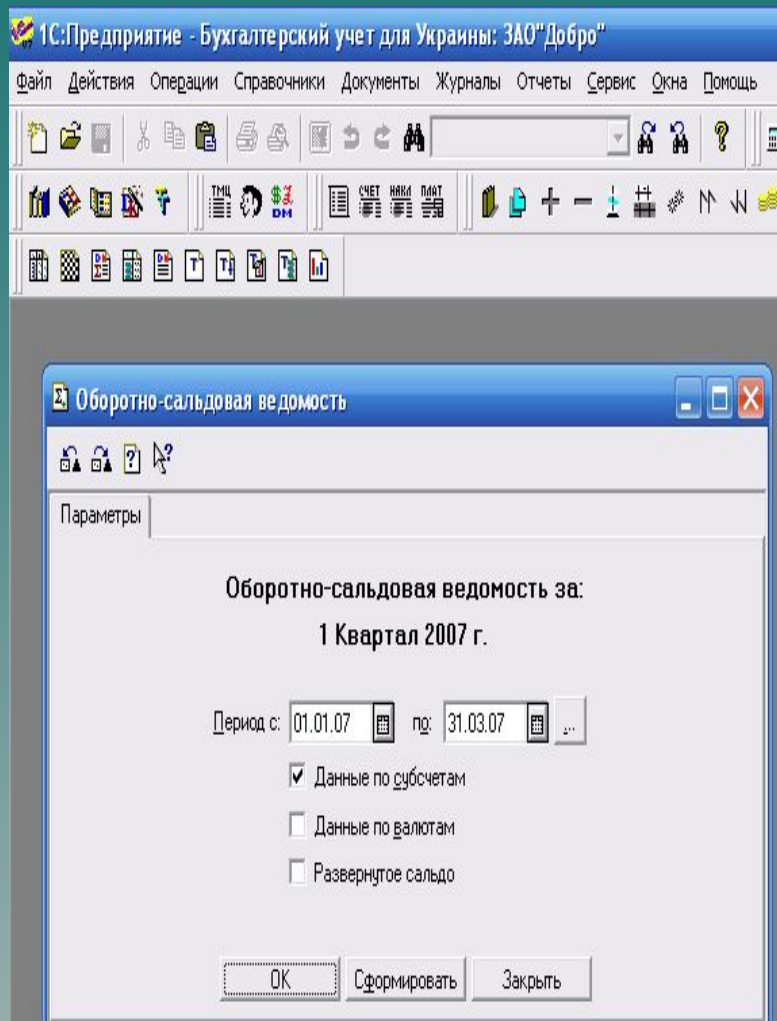 1С:Предприятие - Бухгалтерский учет для Украины: ЗАО"Добро"
Файл Действия Операции Справочники Документы Журналы Отчеты Сервис Окна Помощь
ТМЦ DM СЧЕТ НАКЛ ПЛАТ
Оборотно-сальдовая ведомость
Параметры
Оборотно-сальдовая ведомость за:
1 Квартал 2007 г.
Период с: 01.01.07 по: 31.03.07 ...
Данные по субсчетам
Данные по валютам
Развернутое сальдо
OK Сформировать Закрыть